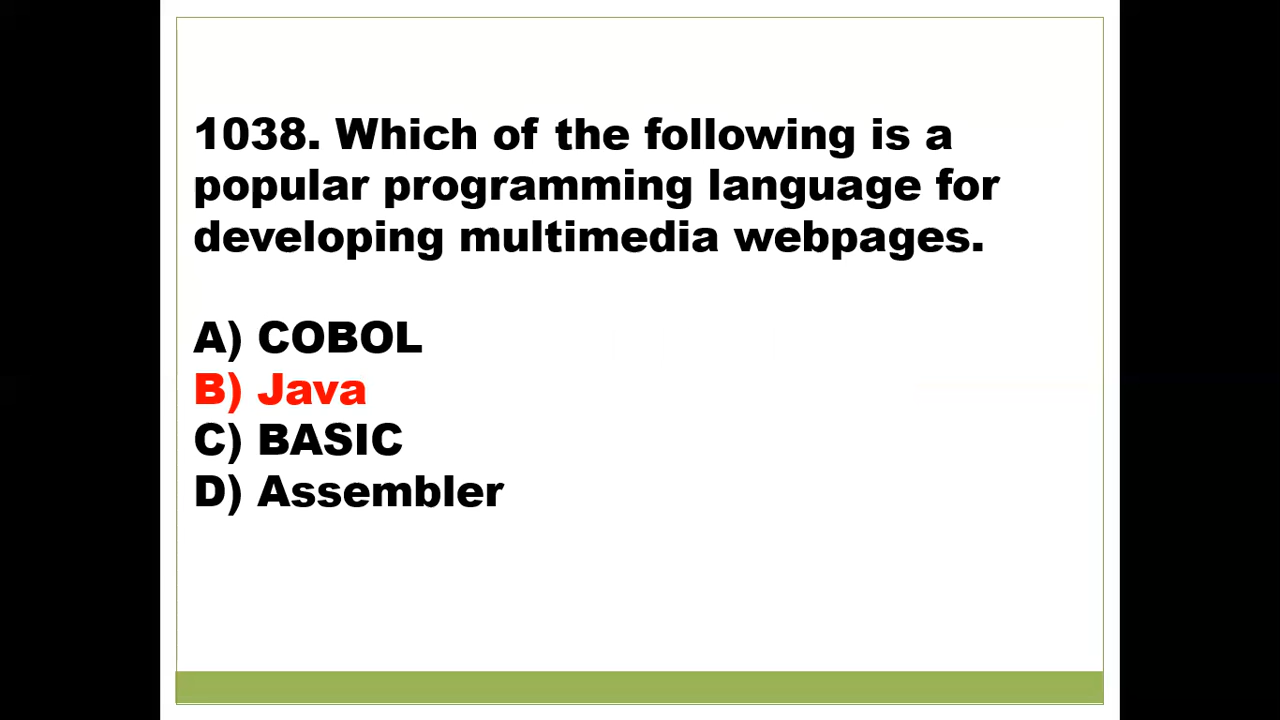 1038. Which of the following is a
popular programming language for
developing multimedia webpages.
A) COBOL
B) Java
C) BASIC
D) Assembler